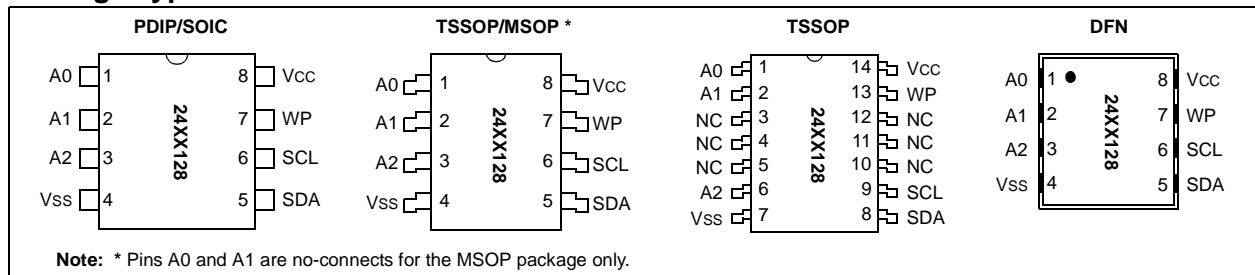 PDIP/SOIC
A0 1 8 VCC
A1 2 7 WP
A2 3 6 SCL
VSS 4 5 SDA
24XX128
TSSOP/MSOP *
A0 1 8 VCC
A1 2 7 WP
A2 3 6 SCL
VSS 4 5 SDA
24XX128
TSSOP
A0 1 14 VCC
A1 2 13 WP
NC 3 12 NC
NC 4 11 NC
NC 5 10 NC
A2 6 9 SCL
VSS 7 8 SDA
24XX128
DFN
A0 1 8 VCC
A1 2 7 WP
A2 3 6 SCL
VSS 4 5 SDA
24XX128
Note: * Pins A0 and A1 are no-connects for the MSOP package only.